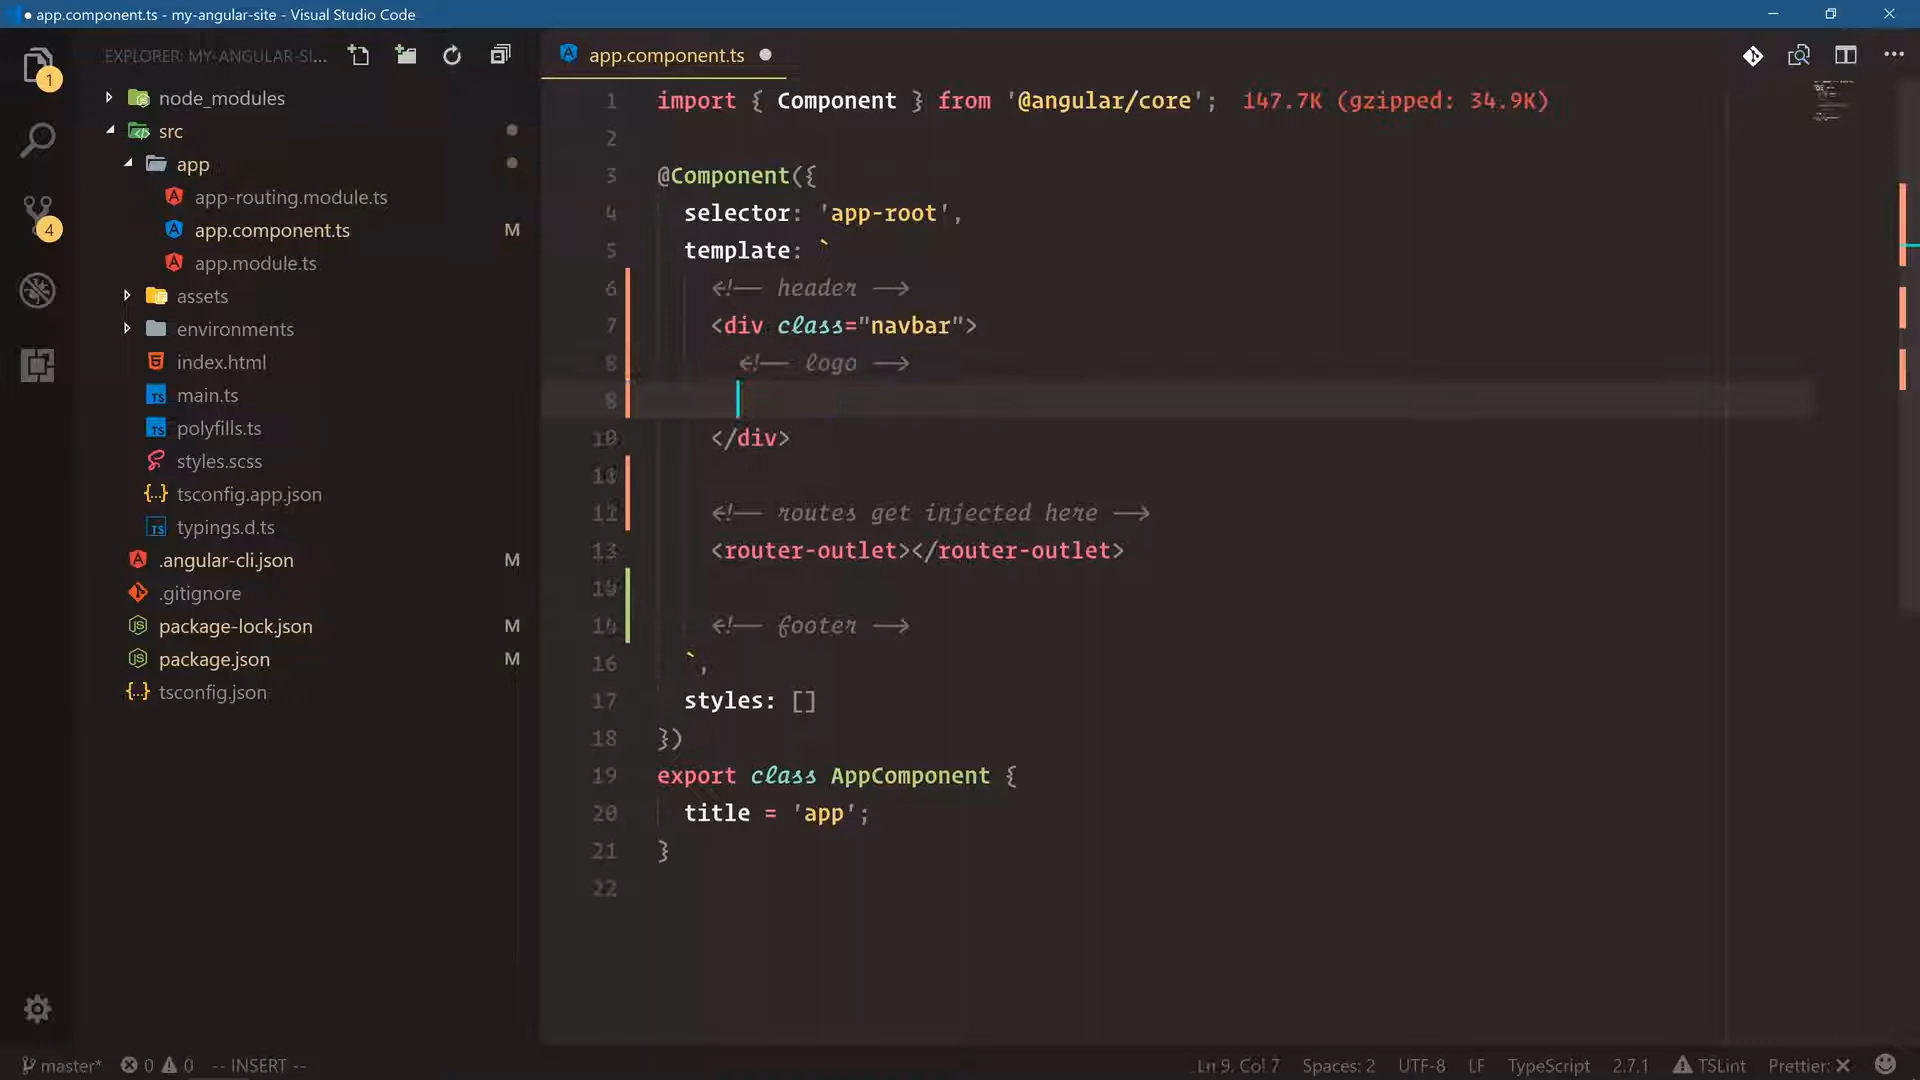 app.component.ts - my-angular-site - Visual Studio Code
EXPLORER: MY-ANGULAR-SI...
1
4
node_modules
src
app
app-routing.module.ts
app.component.ts M
app.module.ts
assets
environments
index.html
main.ts
polyfills.ts
styles.scss
tsconfig.app.json
typings.d.ts
.angular-cli.json M
.gitignore
package-lock.json M
package.json M
tsconfig.json
app.component.ts
1 import { Component } from '@angular/core'; 147.7K (gzipped: 34.9K)
2
3 @Component({
4 selector: 'app-root',
5 template: `
6 <!-- header -->
7 <div class="navbar">
8 <!-- logo -->
</div>
<!-- routes get injected here -->
13 <router-outlet></router-outlet>
<!-- footer -->
16 `,
17 styles: []
18 })
19 export class AppComponent {
20 title = 'app';
21 }
22
master* 0 0 -- INSERT -- Ln 9, Col 7 Spaces: 2 UTF-8 LF TypeScript 2.7.1 TSLint Prettier: ✕